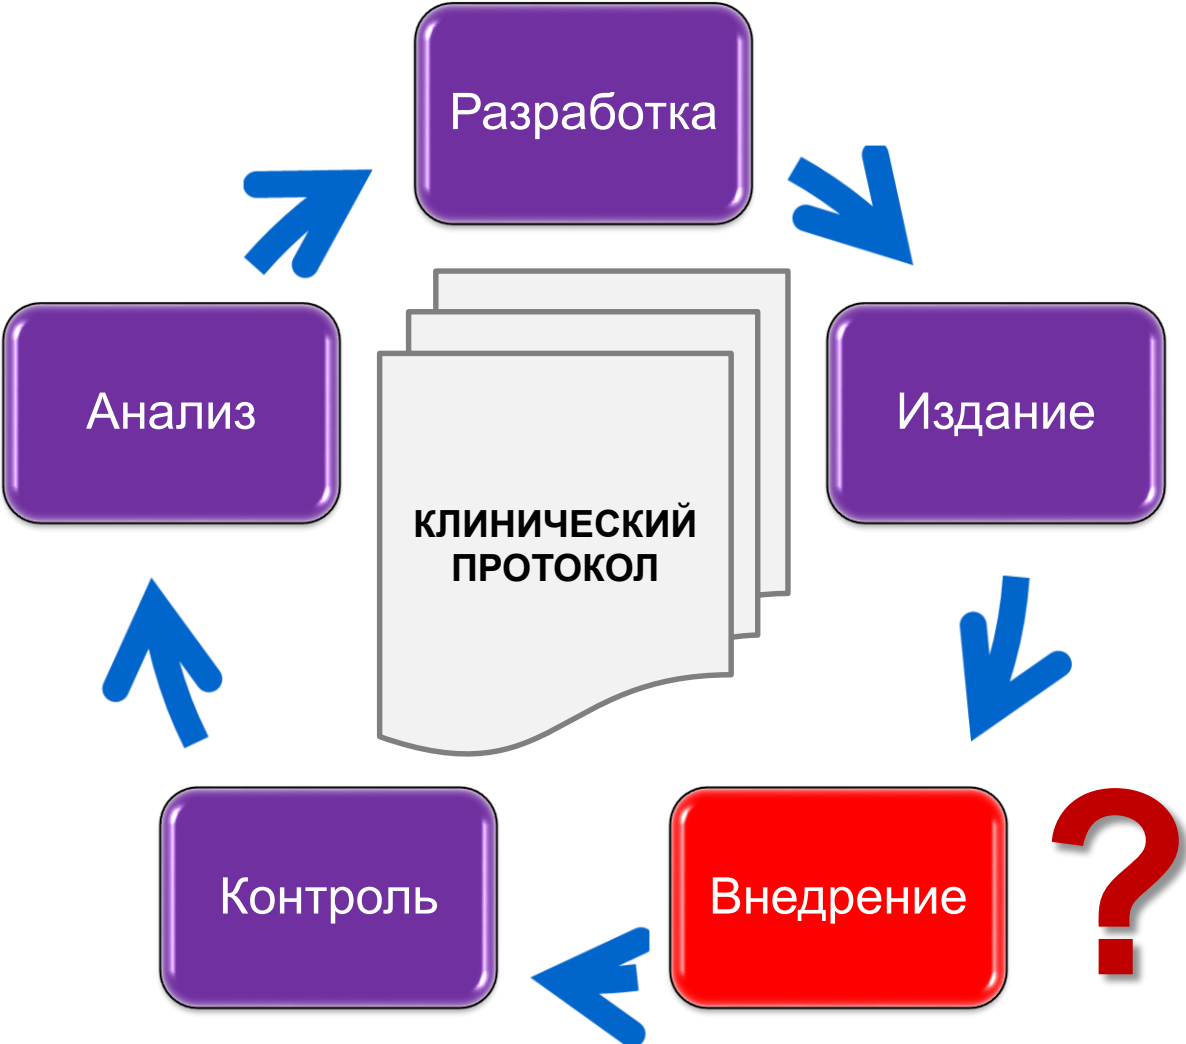 Разработка
Анализ
Издание
КЛИНИЧЕСКИЙ
ПРОТОКОЛ
Контроль
Внедрение
?